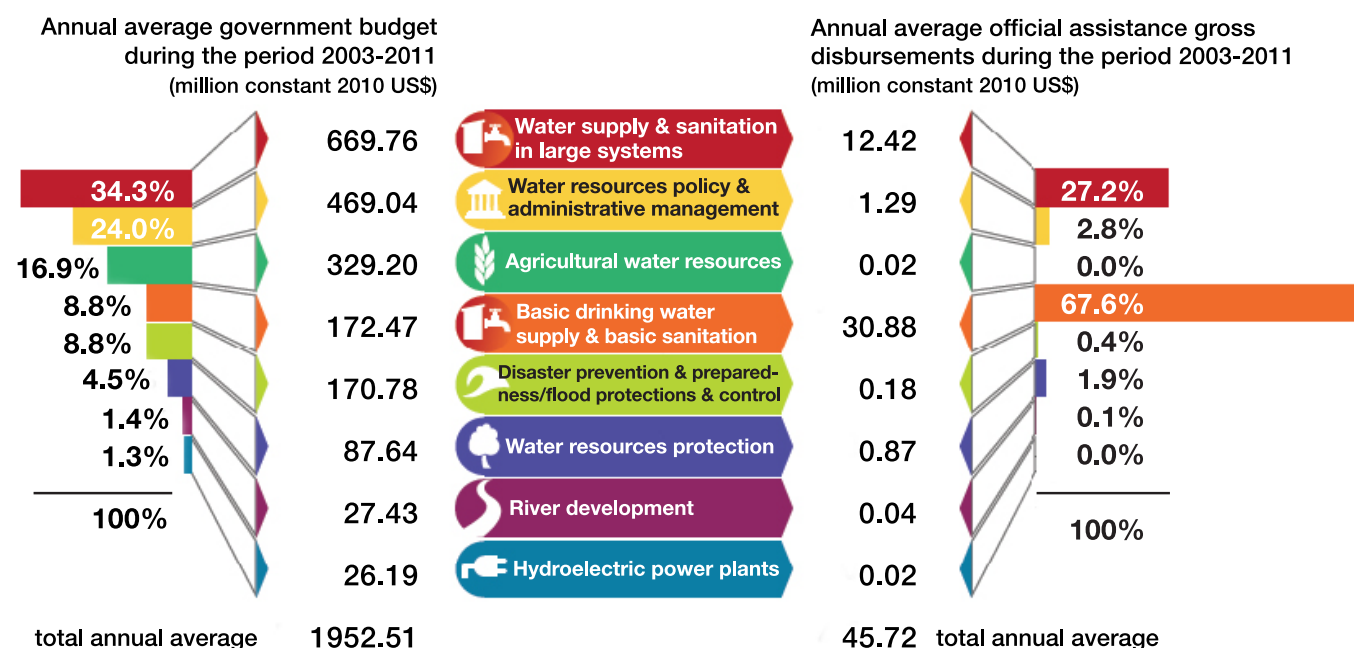 Annual average government budget
during the period 2003-2011
(million constant 2010 US$)
Annual average official assistance gross
disbursements during the period 2003-2011
(million constant 2010 US$)
34.3%
24.0%
16.9%
8.8%
8.8%
4.5%
1.4%
1.3%
100%
669.76
469.04
329.20
172.47
170.78
87.64
27.43
26.19
Water supply & sanitation
in large systems
Water resources policy &
administrative management
Agricultural water resources
Basic drinking water
supply & basic sanitation
Disaster prevention & prepared-
ness/flood protections & control
Water resources protection
River development
Hydroelectric power plants
12.42
1.29
0.02
30.88
0.18
0.87
0.04
0.02
27.2%
2.8%
0.0%
67.6%
0.4%
1.9%
0.1%
0.0%
100%
total annual average 1952.51
45.72 total annual average